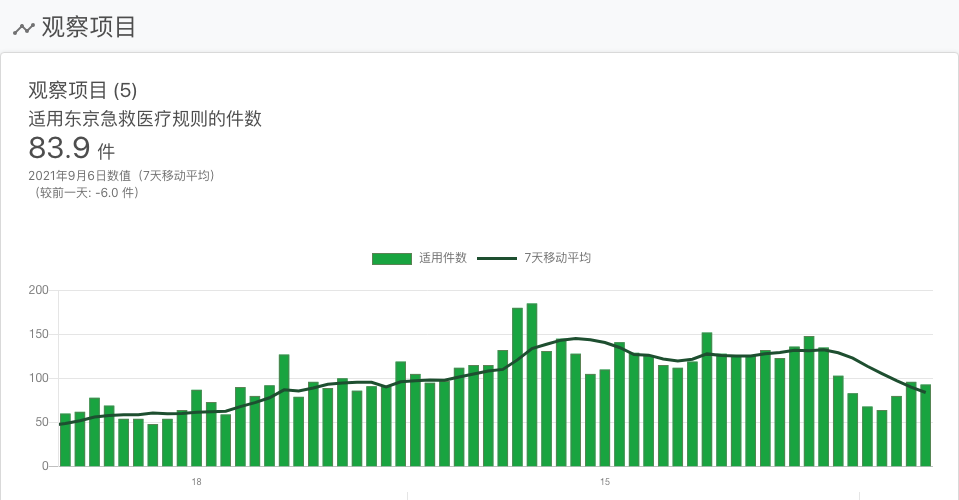 观察项目
观察项目 (5)
适用东京急救医疗规则的件数
83.9 件
2021年9月6日数值（7天移动平均）
（较前一天: -6.0 件）
适用件数 7天移动平均
200
150
100
50
0
18 15